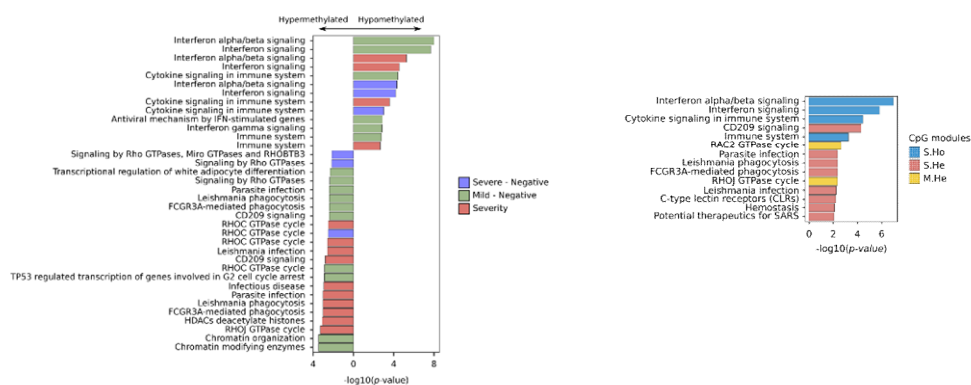 Hypermethylated Hypomethylated
Interferon alpha/beta signaling
Interferon signaling
Interferon alpha/beta signaling
Interferon signaling
Cytokine signaling in immune system
Interferon alpha/beta signaling
Interferon signaling
Cytokine signaling in immune system
Cytokine signaling in immune system
Antiviral mechanism by IFN-stimulated genes
Interferon gamma signaling
Immune system
Immune system
Signaling by Rho GTPases, Miro GTPases and RHOBTB3
Signaling by Rho GTPases
Transcriptional regulation of white adipocyte differentiation
Signaling by Rho GTPases
Parasite infection
Leishmania phagocytosis
FCGR3A-mediated phagocytosis
CD209 signaling
RHOC GTPase cycle
RHOC GTPase cycle
RHOC GTPase cycle
Leishmania infection
CD209 signaling
RHOC GTPase cycle
TP53 regulated transcription of genes involved in G2 cell cycle arrest
Infectious disease
Parasite infection
Leishmania phagocytosis
FCGR3A-mediated phagocytosis
HDACs deacetylate histones
RHOJ GTPase cycle
Chromatin organization
Chromatin modifying enzymes
4 0 4 8
-log10(p-value)
Severe - Negative
Mild - Negative
Severity
Interferon alpha/beta signaling
Interferon signaling
Cytokine signaling in immune system
CD209 signaling
Immune system
RAC2 GTPase cycle
Parasite infection
Leishmania phagocytosis
FCGR3A-mediated phagocytosis
RHOJ GTPase cycle
Leishmania infection
C-type lectin receptors (CLRs)
Hemostasis
Potential therapeutics for SARS
0 2 4 6
-log10(p-value)
CpG modules
S.Ho
S.He
M.He